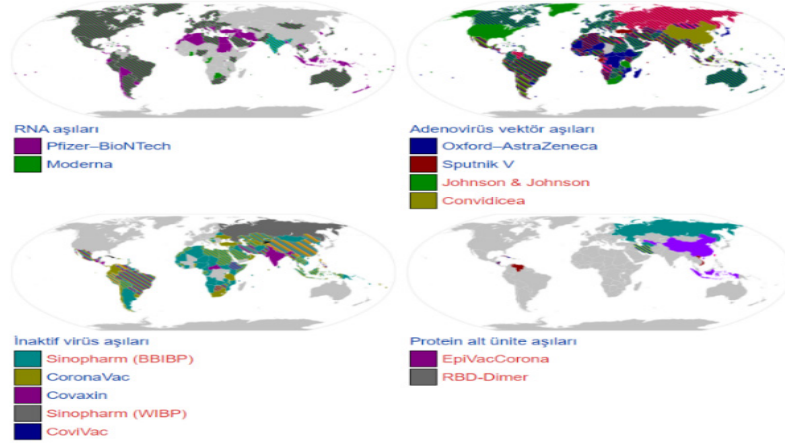 RNA aşıları
Pfizer–BioNTech
Moderna
Adenovirüs vektör aşıları
Oxford–AstraZeneca
Sputnik V
Johnson & Johnson
Convidicea
İnaktif virüs aşıları
Sinopharm (BBIBP)
CoronaVac
Covaxin
Sinopharm (WIBP)
CoviVac
Protein alt ünite aşıları
EpiVacCorona
RBD-Dimer